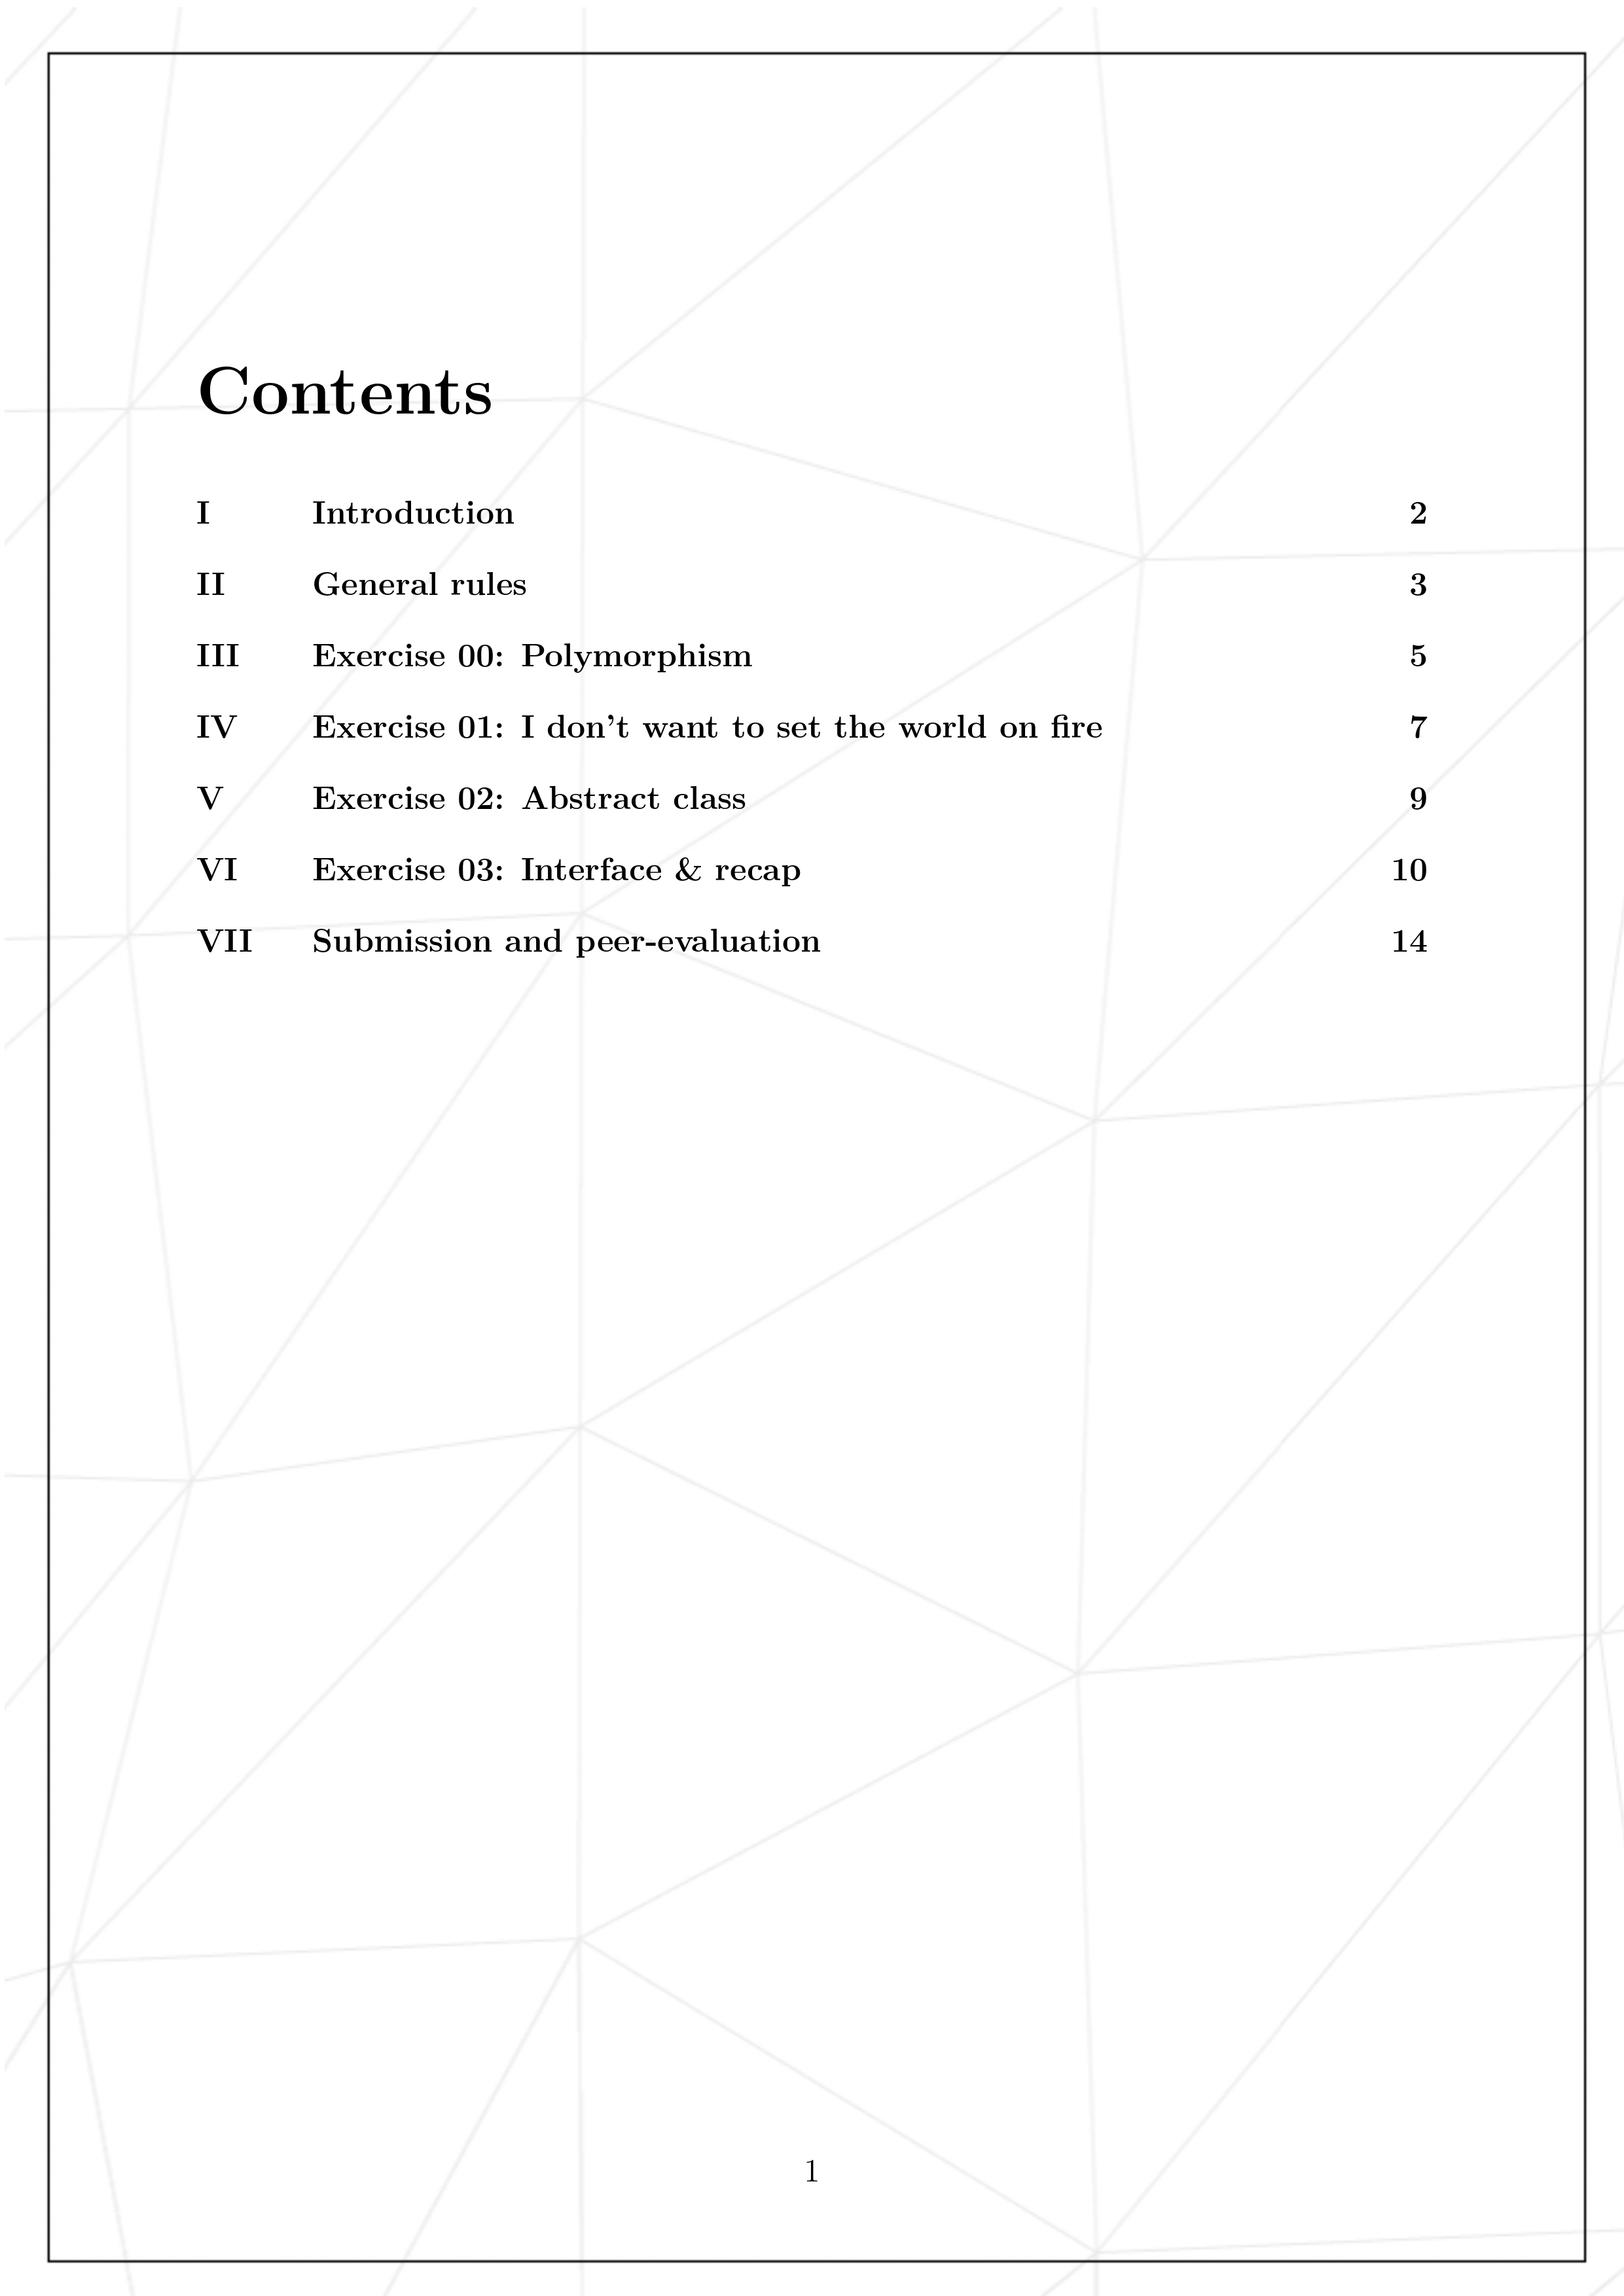 Contents
I Introduction 2
II General rules 3
III Exercise 00: Polymorphism 5
IV Exercise 01: I don't want to set the world on fire 7
V Exercise 02: Abstract class 9
VI Exercise 03: Interface & recap 10
VII Submission and peer-evaluation 14
1